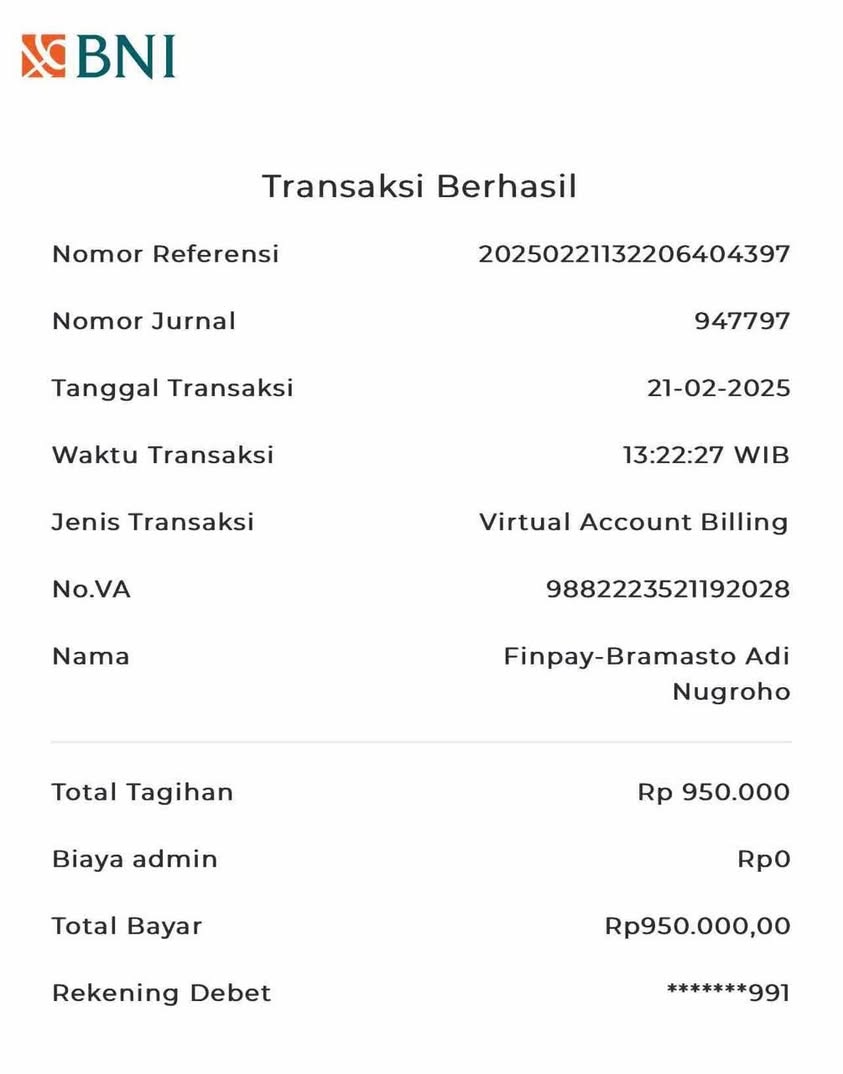 BNI
Transaksi Berhasil
Nomor Referensi 20250221132206404397
Nomor Jurnal 947797
Tanggal Transaksi 21-02-2025
Waktu Transaksi 13:22:27 WIB
Jenis Transaksi Virtual Account Billing
No.VA 9882223521192028
Nama Finpay-Bramasto Adi
Nugroho
Total Tagihan Rp 950.000
Biaya admin Rp0
Total Bayar Rp950.000,00
Rekening Debet *******991